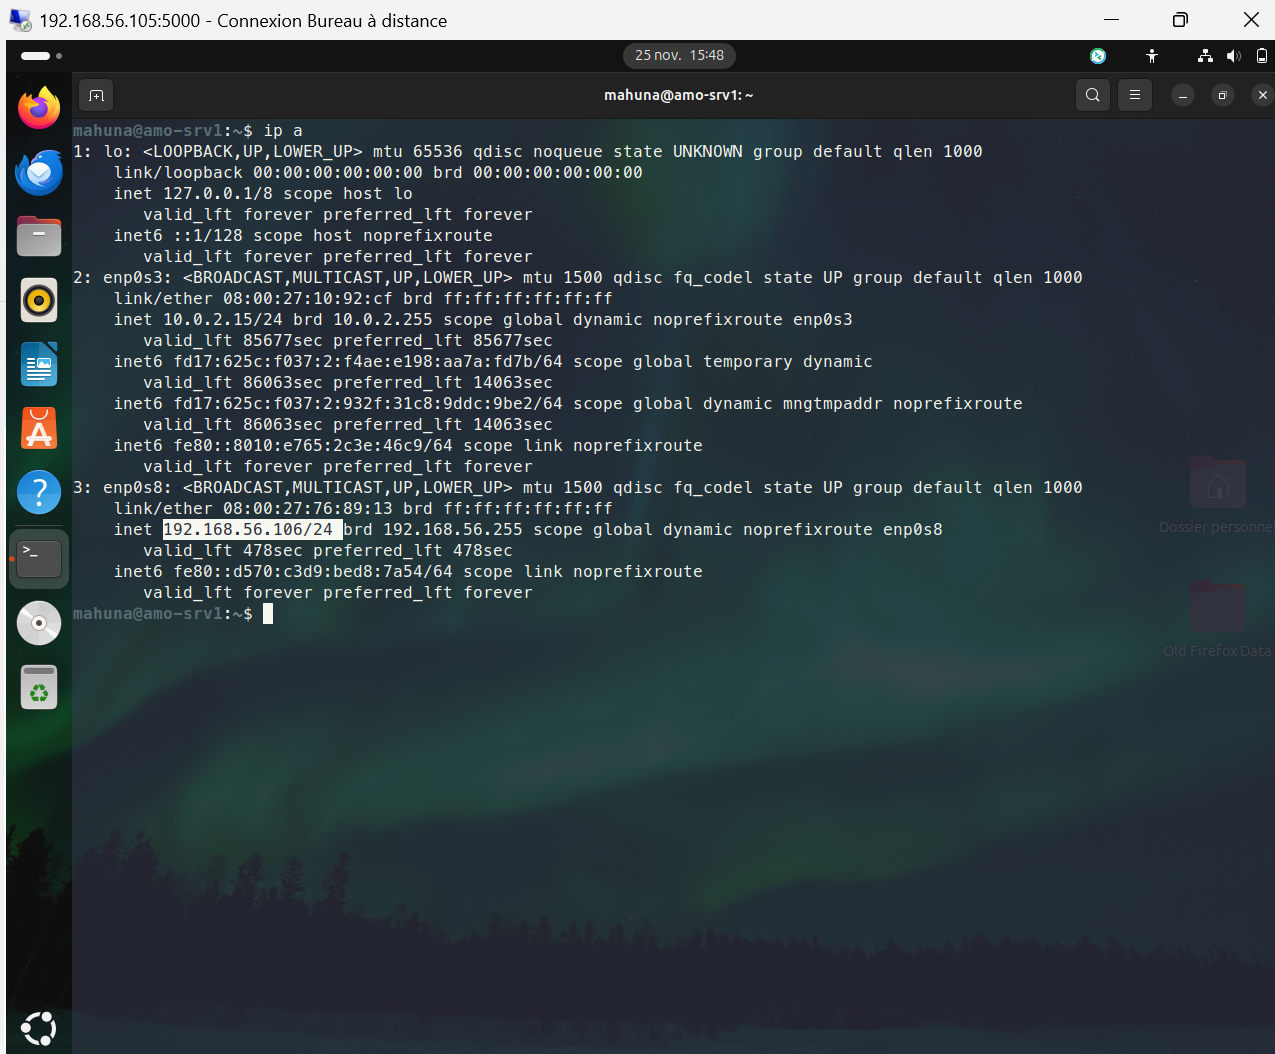 192.168.56.105:5000 - Connexion Bureau à distance
25 nov. 15:48
mahuna@amo-srv1: ~
mahuna@amo-srv1:~$ ip a
1: lo: <LOOPBACK,UP,LOWER_UP> mtu 65536 qdisc noqueue state UNKNOWN group default qlen 1000
link/loopback 00:00:00:00:00:00 brd 00:00:00:00:00:00
inet 127.0.0.1/8 scope host lo
valid_lft forever preferred_lft forever
inet6 ::1/128 scope host noprefixroute
valid_lft forever preferred_lft forever
2: enp0s3: <BROADCAST,MULTICAST,UP,LOWER_UP> mtu 1500 qdisc fq_codel state UP group default qlen 1000
link/ether 08:00:27:10:92:cf brd ff:ff:ff:ff:ff:ff
inet 10.0.2.15/24 brd 10.0.2.255 scope global dynamic noprefixroute enp0s3
valid_lft 85677sec preferred_lft 85677sec
inet6 fd17:625c:f037:2:f4ae:e198:aa7a:fd7b/64 scope global temporary dynamic
valid_lft 86063sec preferred_lft 14063sec
inet6 fd17:625c:f037:2:932f:31c8:9ddc:9be2/64 scope global dynamic mngtmpaddr noprefixroute
valid_lft 86063sec preferred_lft 14063sec
inet6 fe80::8010:e765:2c3e:46c9/64 scope link noprefixroute
valid_lft forever preferred_lft forever
3: enp0s8: <BROADCAST,MULTICAST,UP,LOWER_UP> mtu 1500 qdisc fq_codel state UP group default qlen 1000
link/ether 08:00:27:76:89:13 brd ff:ff:ff:ff:ff:ff
inet 192.168.56.106/24 brd 192.168.56.255 scope global dynamic noprefixroute enp0s8
valid_lft 478sec preferred_lft 478sec
inet6 fe80::d570:c3d9:bed8:7a54/64 scope link noprefixroute
valid_lft forever preferred_lft forever
mahuna@amo-srv1:~$
Dossier personne
Old Firefox Data